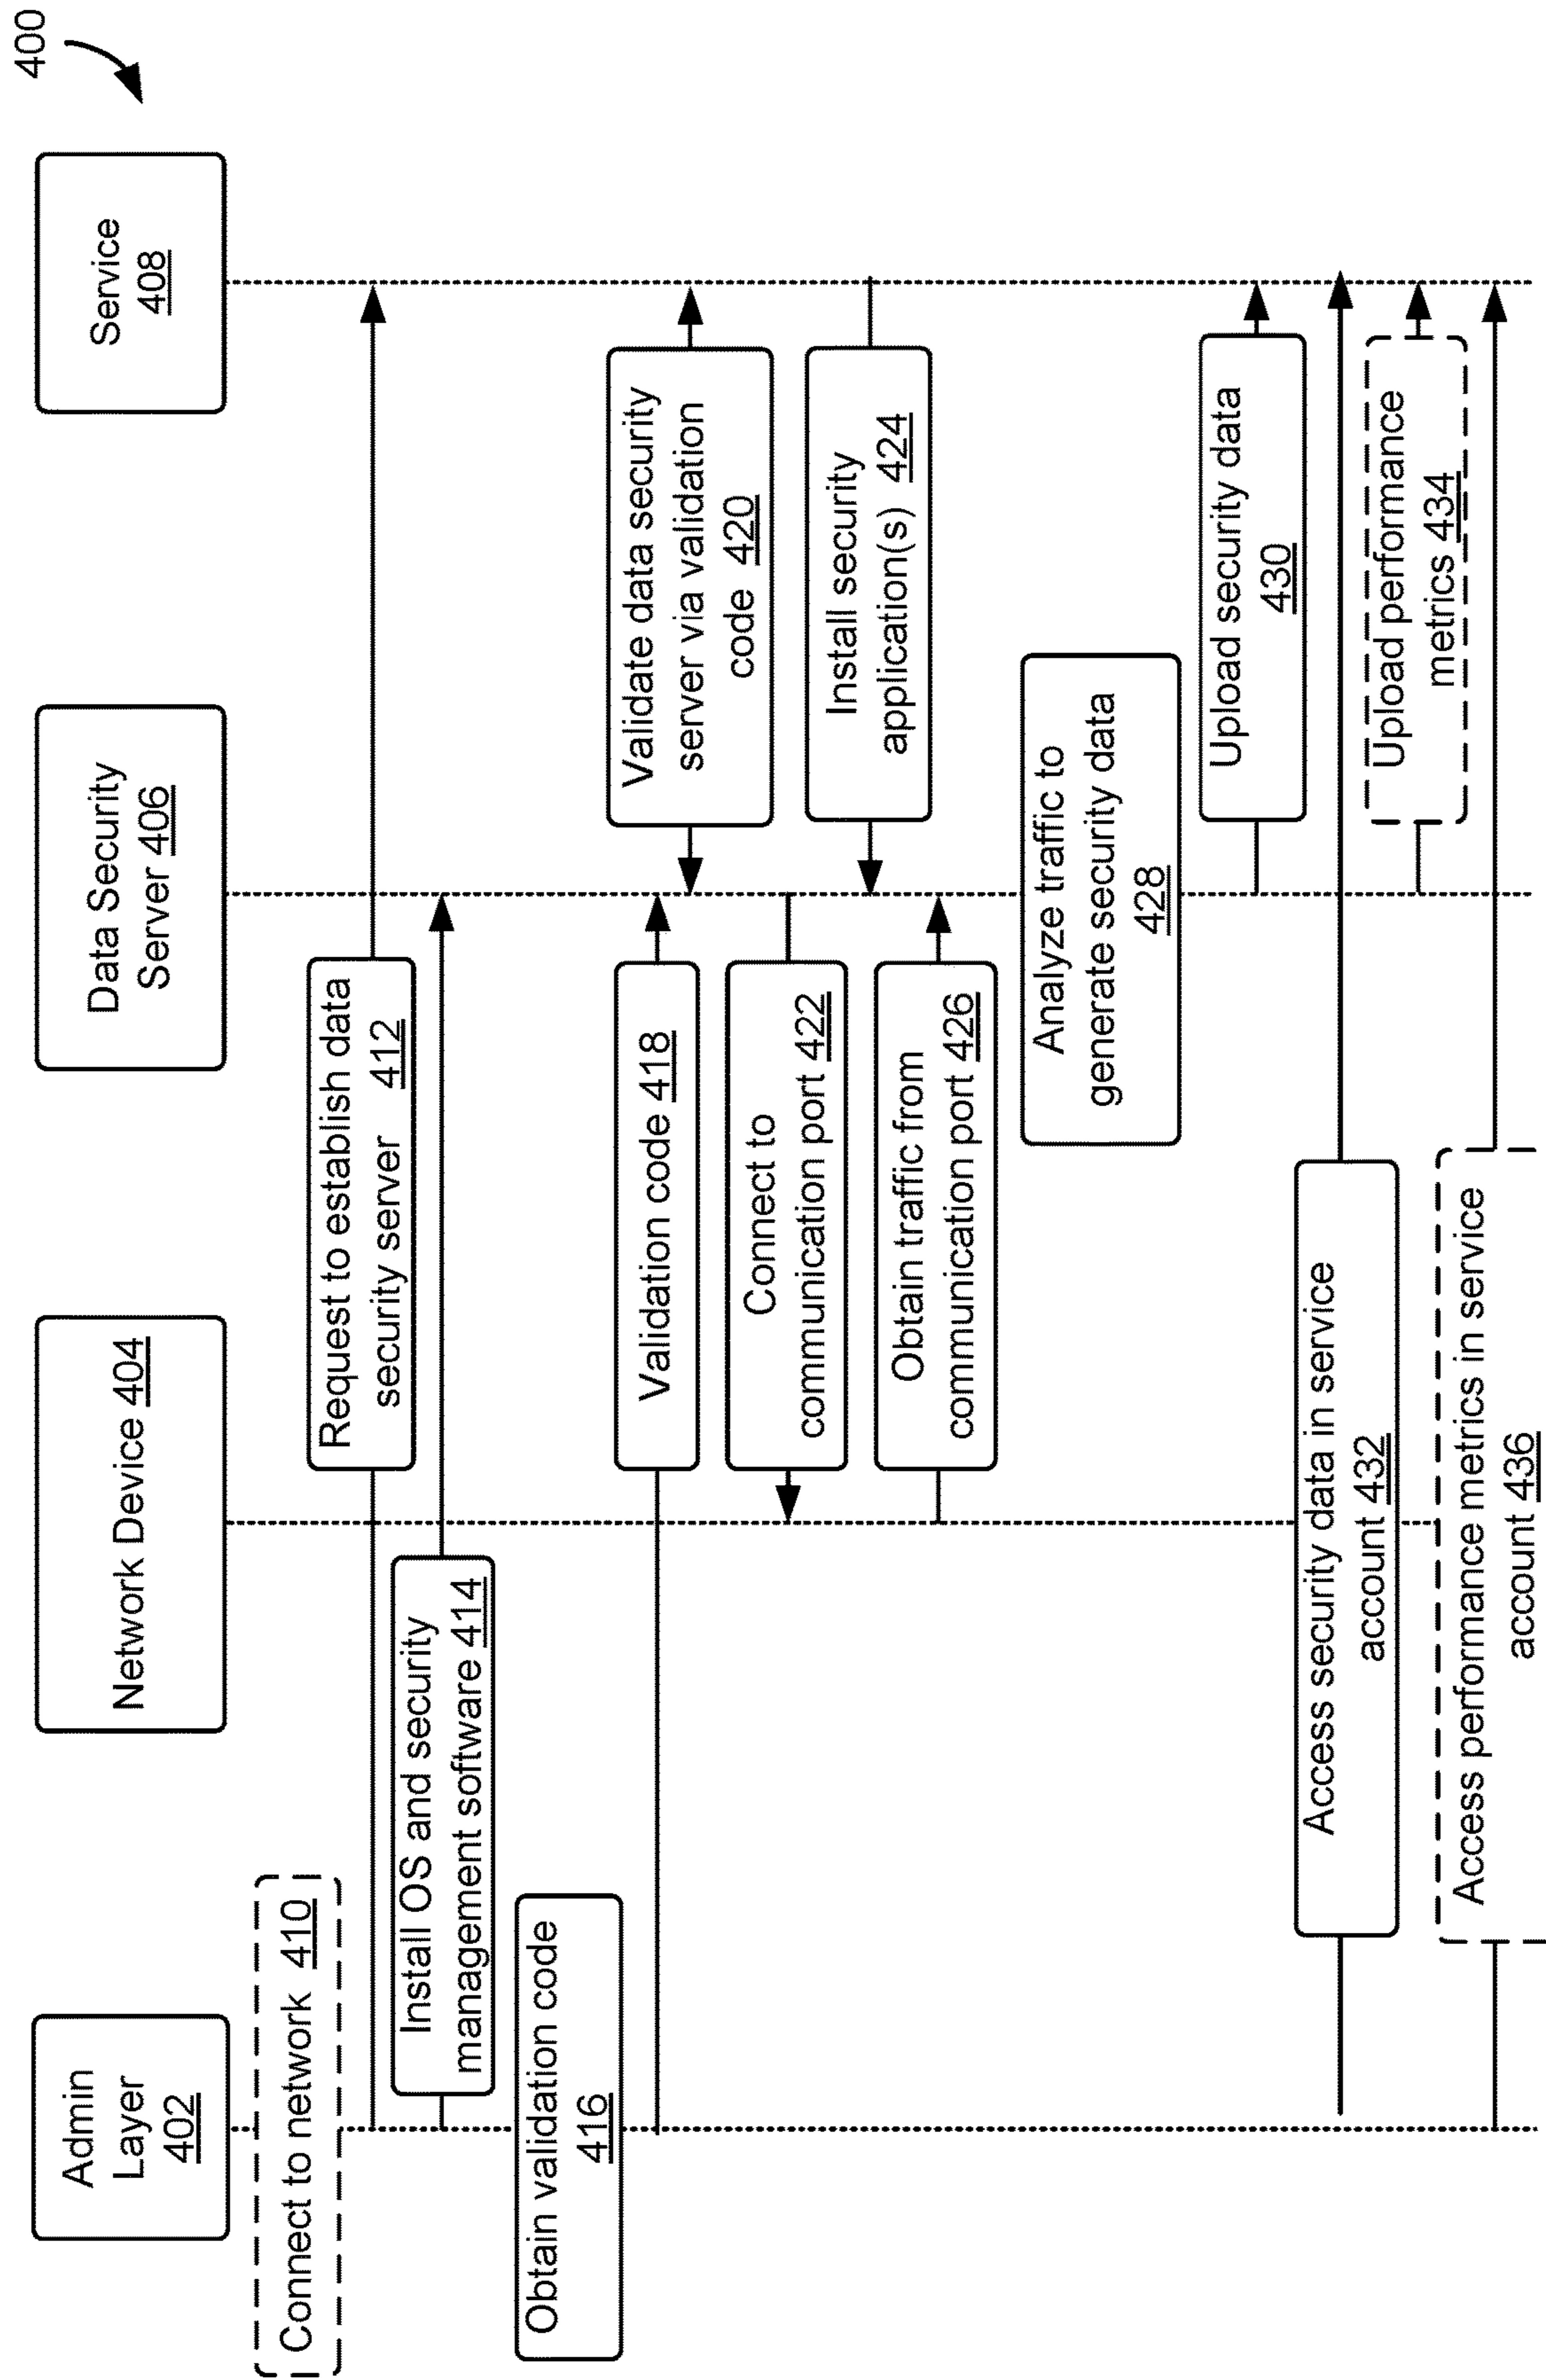 400
Admin
Layer
402
Network Device 404
Data Security
Server 406
Service
408
Connect to network 410
Request to establish data
security server 412
Install OS and security
management software 414
Obtain validation code
416
Validation code 418
Validate data security
server via validation
code 420
Connect to
communication port 422
Install security
application(s) 424
Obtain traffic from
communication port 426
Analyze traffic to
generate security data
428
Upload security data
430
Access security data in service
account 432
Upload performance
metrics 434
Access performance metrics in service
account 436